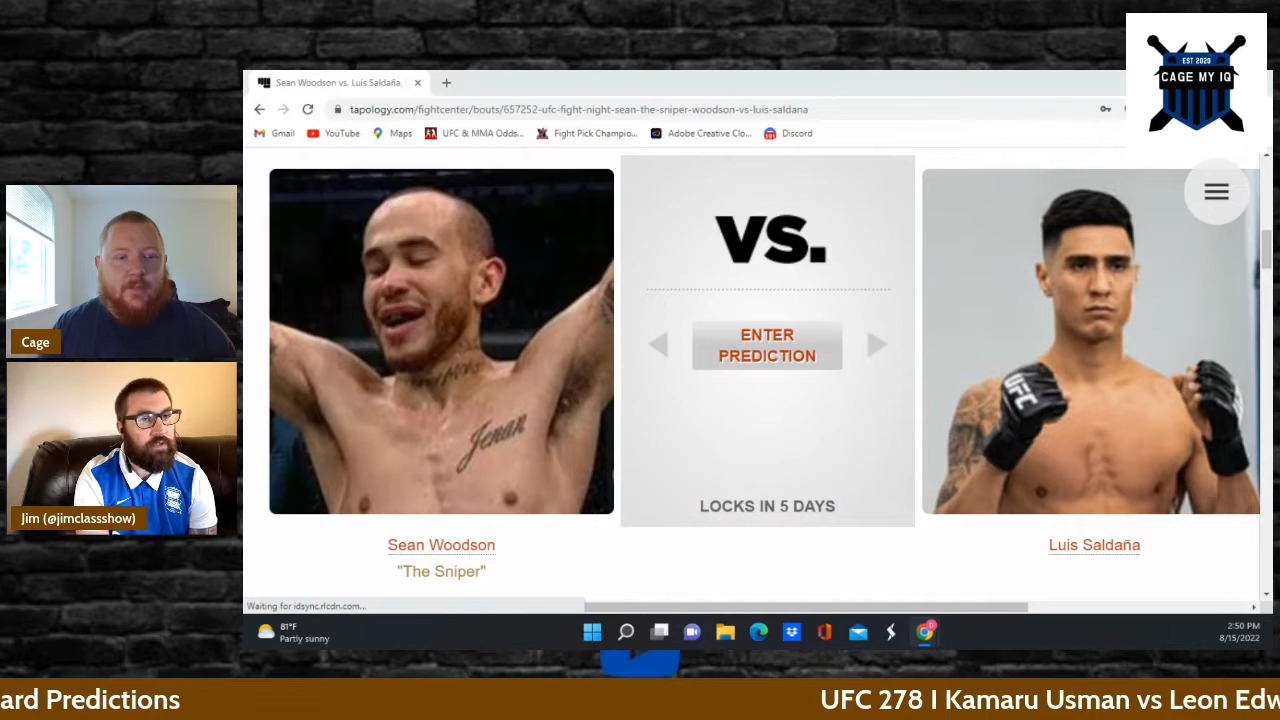 EST 2020
CAGE MY IQ
Sean Woodson vs. Luis Saldaña,
tapology.com/fightcenter/bouts/657252-ufc-fight-night-sean-the-sniper-woodson-vs-luis-saldana
Gmail
YouTube
Maps
UFC & MMA Odds...
Fight Pick Champio...
Adobe Creative Clo...
Discord
VS.
ENTER
PREDICTION
LOCKS IN 5 DAYS
Jenan
UFC
Cage
Jim (@jimclassshow)
Sean Woodson
"The Sniper"
Luis Saldaña
Waiting for idsync.rlcdn.com...
81°F
Partly sunny
2:50 PM
8/15/2022
ard Predictions
UFC 278 I Kamaru Usman vs Leon Edw